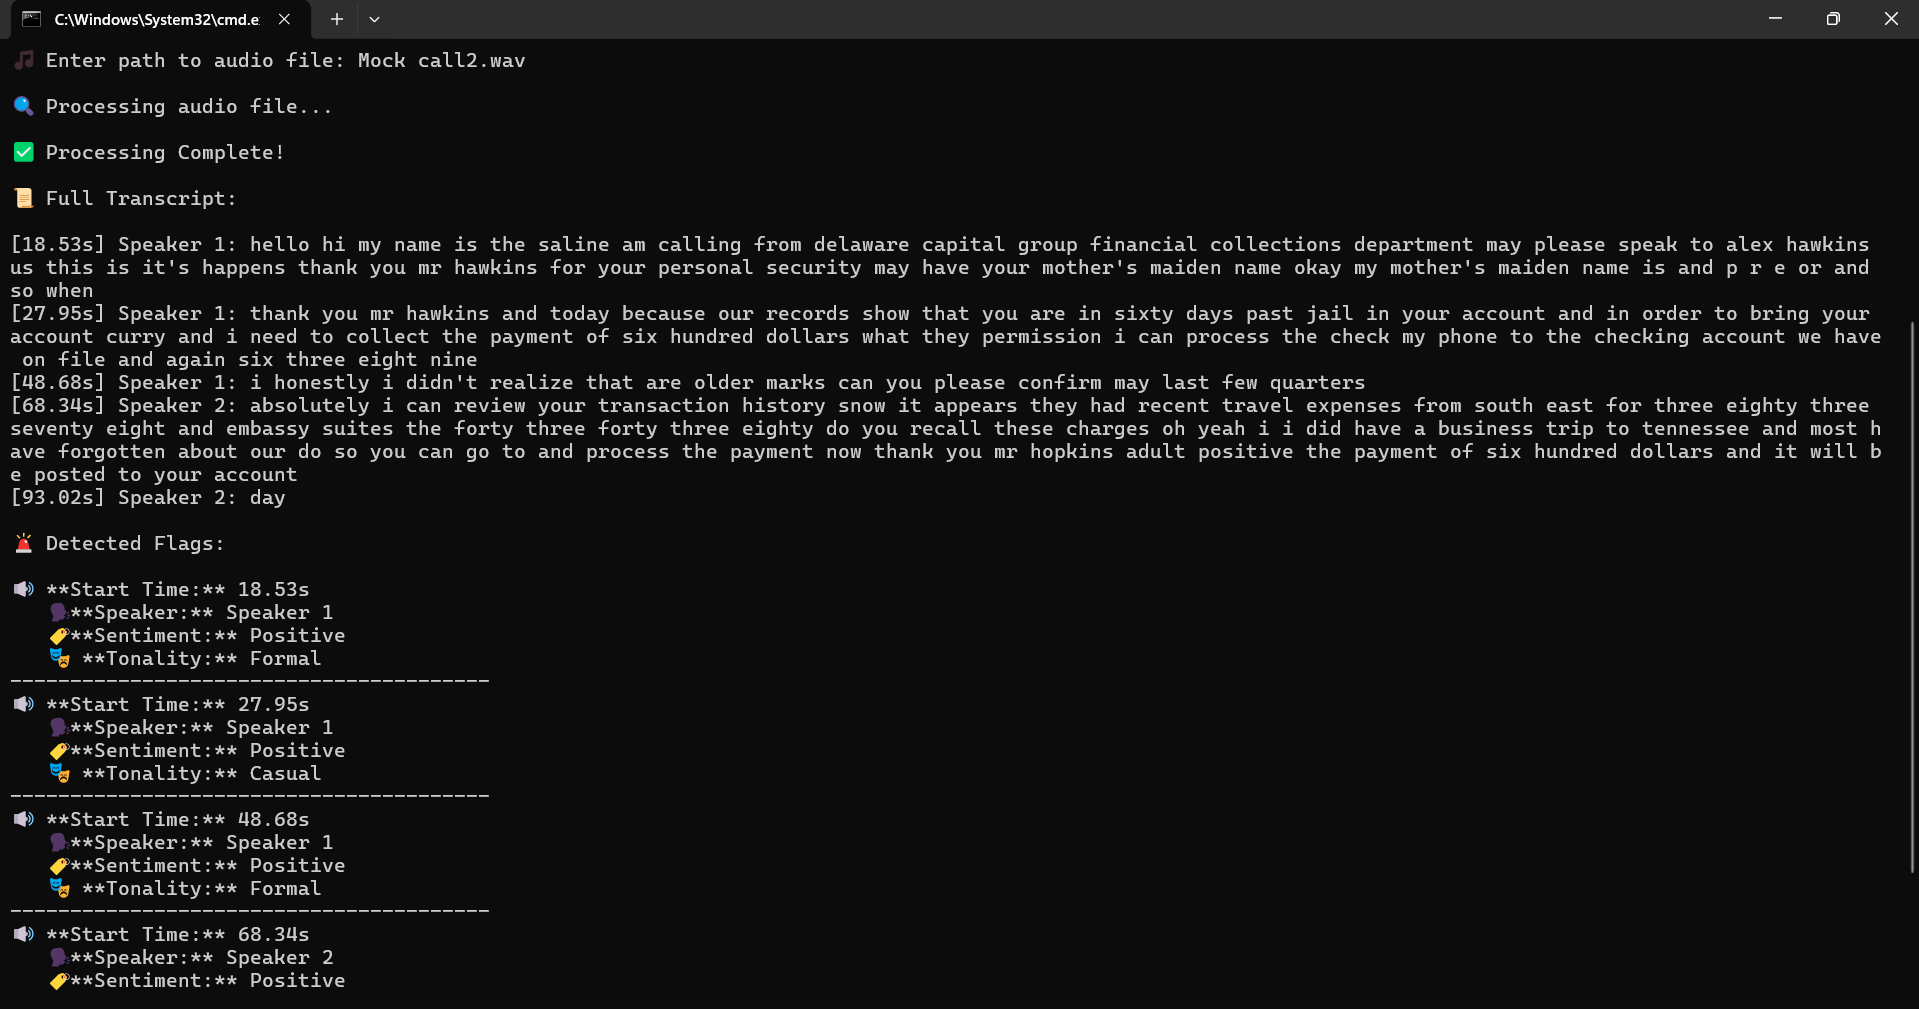 C:\Windows\System32\cmd.e
Enter path to audio file: Mock call2.wav
Processing audio file...
Processing Complete!
Full Transcript:
[18.53s] Speaker 1: hello hi my name is the saline am calling from delaware capital group financial collections department may please speak to alex hawkins
us this is it's happens thank you mr hawkins for your personal security may have your mother's maiden name okay my mother's maiden name is and p r e or and
so when
[27.95s] Speaker 1: thank you mr hawkins and today because our records show that you are in sixty days past jail in your account and in order to bring your
account curry and i need to collect the payment of six hundred dollars what they permission i can process the check my phone to the checking account we have
on file and again six three eight nine
[48.68s] Speaker 1: i honestly i didn't realize that are older marks can you please confirm may last few quarters
[68.34s] Speaker 2: absolutely i can review your transaction history snow it appears they had recent travel expenses from south east for three eighty three
seventy eight and embassy suites the forty three forty three eighty do you recall these charges oh yeah i i did have a business trip to tennessee and most h
ave forgotten about our do so you can go to and process the payment now thank you mr hopkins adult positive the payment of six hundred dollars and it will b
e posted to your account
[93.02s] Speaker 2: day
Detected Flags:
**Start Time:** 18.53s
**Speaker:** Speaker 1
**Sentiment:** Positive
**Tonality:** Formal
----------------------------------------
**Start Time:** 27.95s
**Speaker:** Speaker 1
**Sentiment:** Positive
**Tonality:** Casual
----------------------------------------
**Start Time:** 48.68s
**Speaker:** Speaker 1
**Sentiment:** Positive
**Tonality:** Formal
----------------------------------------
**Start Time:** 68.34s
**Speaker:** Speaker 2
**Sentiment:** Positive